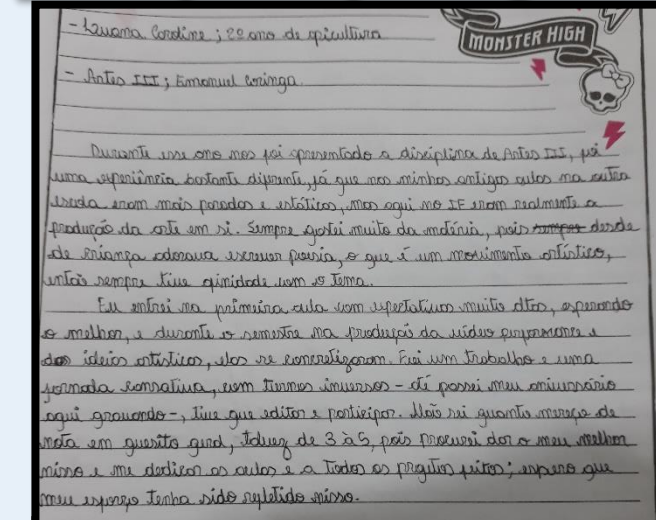 - Luana Caroline; 2º ano de apicultura
MONSTER HIGH
- Artes III; Emanuel Coringa.
Durante esse ano nos foi apresentado a disciplina de Artes III, foi
uma experiência bastante diferente, já que nas minhas antigas aulas na outra
escola eram mais paradas e estáticas, mas aqui no IF eram realmente a
produção da arte em si. Sempre gostei muito da matéria, pois desde
de criança adorava escrever poesia, o que é um movimento artístico,
então sempre tive afinidade com o tema.
Eu entrei na primeira aula com expectativas muito altas, esperando
o melhor, e durante o semestre na produção da vídeo performance e
das ideias artísticas, elas se concretizaram. Foi um trabalho e uma
jornada cansativa, com turnos inversos - até passei meu aniversário
aqui gravando -, tive que editar e participar. Não sei quanto mereço de
nota em quesito geral, talvez de 3 à 5, pois procurei dar o meu melhor
nisso e me dedicar as aulas e a todos os projetos feitos; espero que
meu esforço tenha sido refletido nisso.